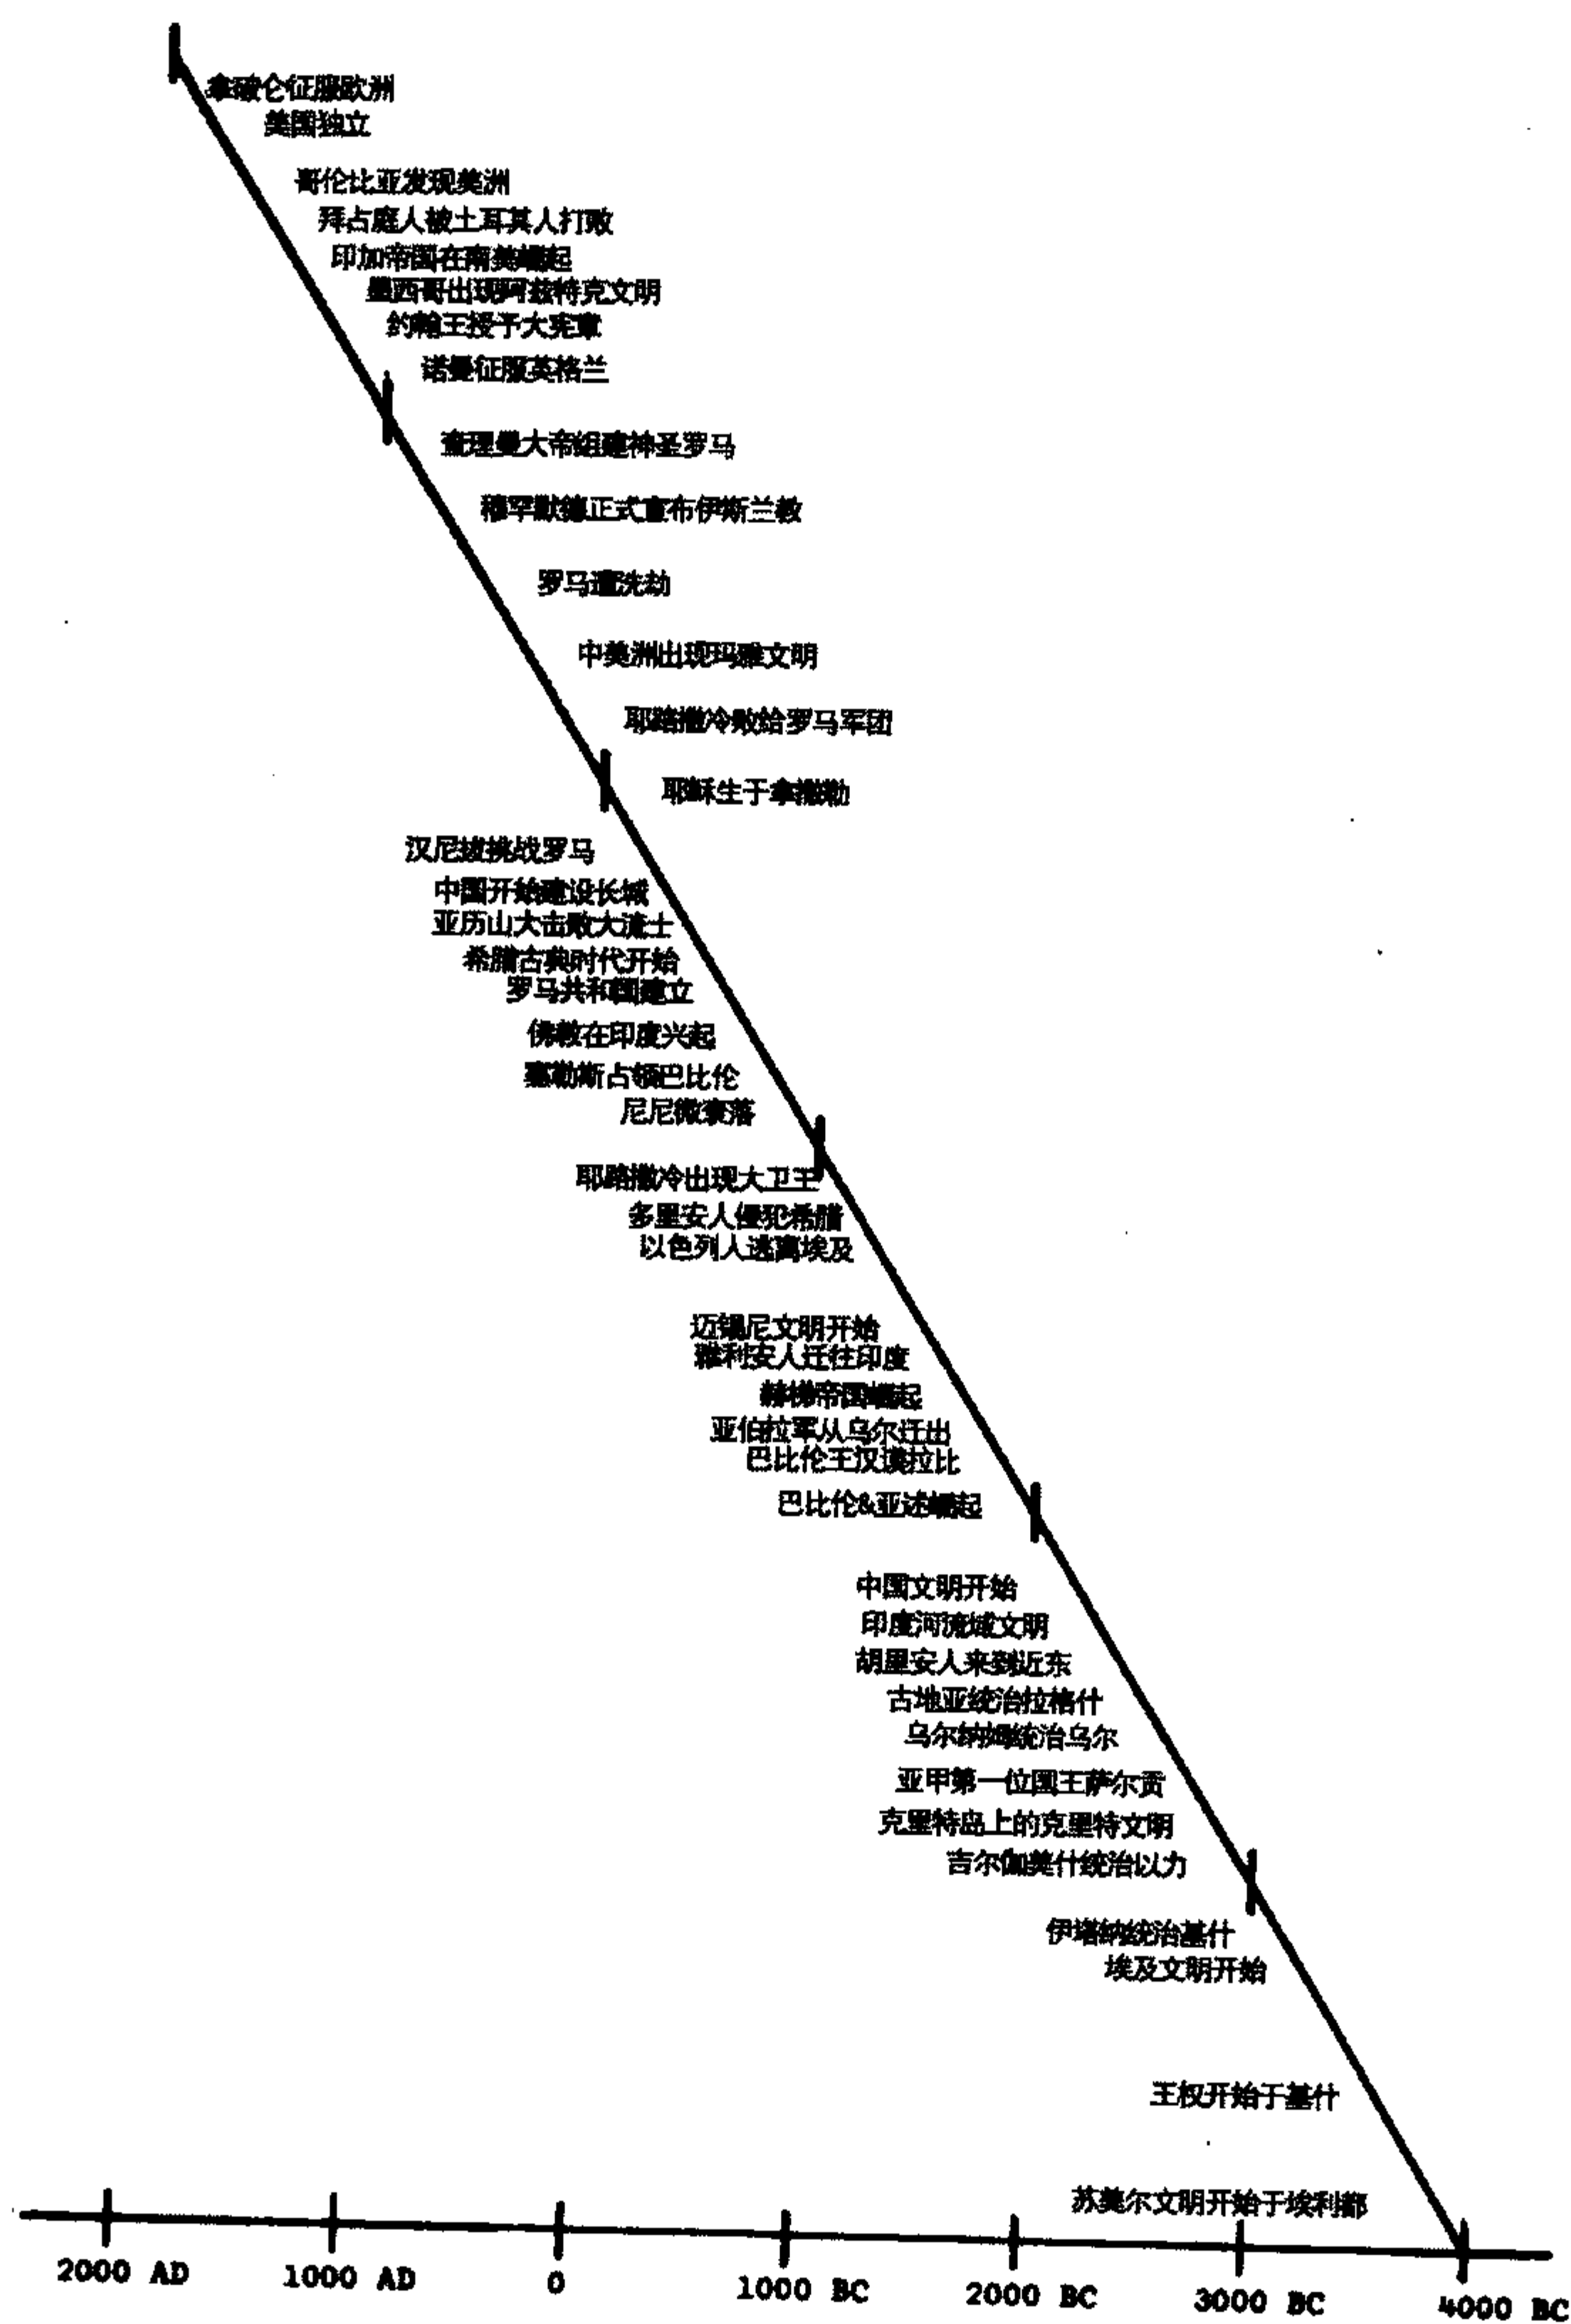 拿破仑征服欧洲
美国独立
哥伦比亚发现美洲
拜占庭人被土耳其人打败
印加帝国在南美崛起
墨西哥出现阿兹特克文明
约翰王授予大宪章
诺曼征服英格兰
查理曼大帝组建神圣罗马
穆罕默德正式宣布伊斯兰教
罗马遭洗劫
中美洲出现玛雅文明
耶路撒冷败给罗马军团
耶稣生于拿撒勒
汉尼拔挑战罗马
中国开始建设长城
亚历山大击败大流士
希腊古典时代开始
罗马共和国建立
佛教在印度兴起
塞勒斯占领巴比伦
尼尼微衰落
耶路撒冷出现大卫王
多里安人侵犯希腊
以色列人逃离埃及
迈锡尼文明开始
雅利安人迁往印度
赫梯帝国崛起
亚伯拉罕从乌尔迁出
巴比伦王汉谟拉比
巴比伦&亚述崛起
中国文明开始
印度河流域文明
胡里安人来到近东
古地亚统治拉格什
乌尔纳姆统治乌尔
亚甲第一位国王萨尔贡
克里特岛上的克里特文明
吉尔伽美什统治以力
伊塔纳统治基什
埃及文明开始
王权开始于基什
苏美尔文明开始于埃利都
2000 AD
1000 AD
0
1000 BC
2000 BC
3000 BC
4000 BC